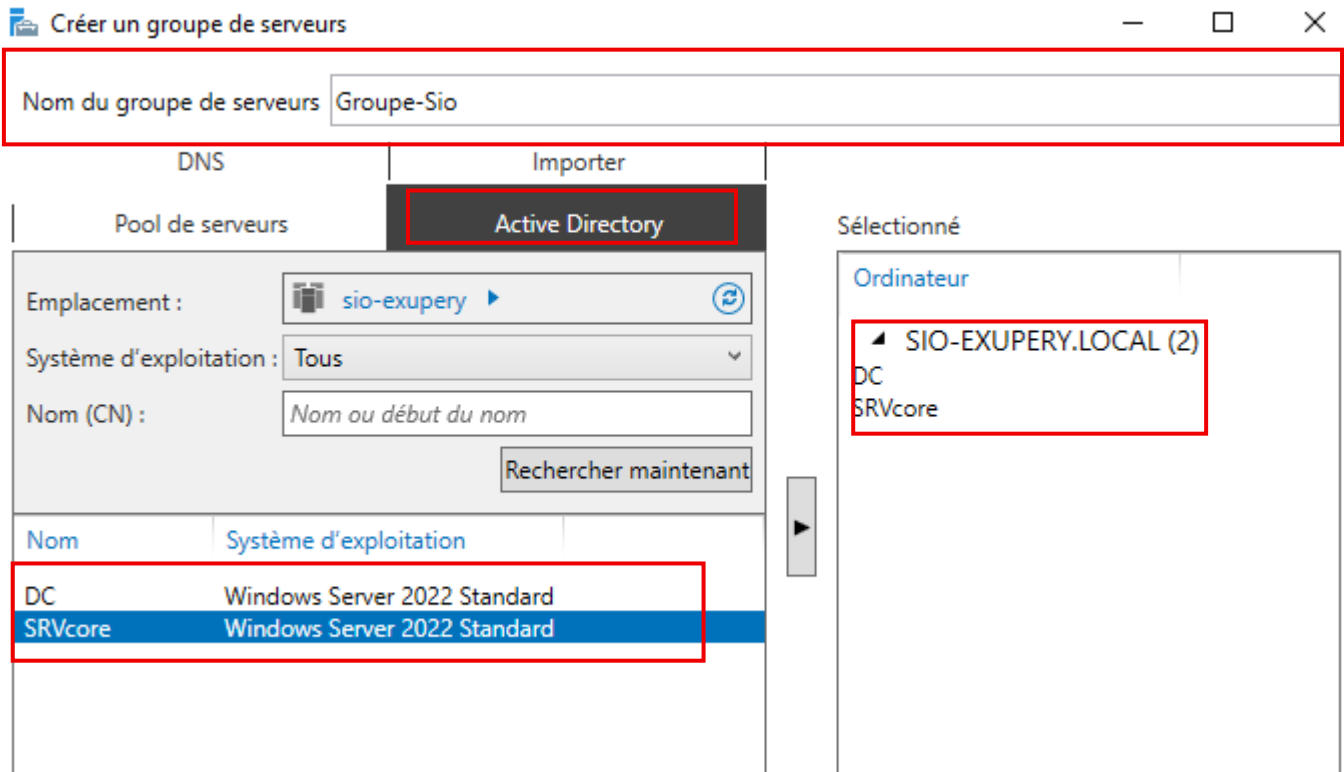 Créer un groupe de serveurs
Nom du groupe de serveurs Groupe-Sio
DNS Importer
Pool de serveurs Active Directory
Emplacement : sio-exupery
Système d'exploitation : Tous
Nom (CN) : Nom ou début du nom
Rechercher maintenant
Nom Système d'exploitation
DC Windows Server 2022 Standard
SRVcore Windows Server 2022 Standard
Sélectionné
Ordinateur
SIO-EXUPERY.LOCAL (2)
DC
SRVcore